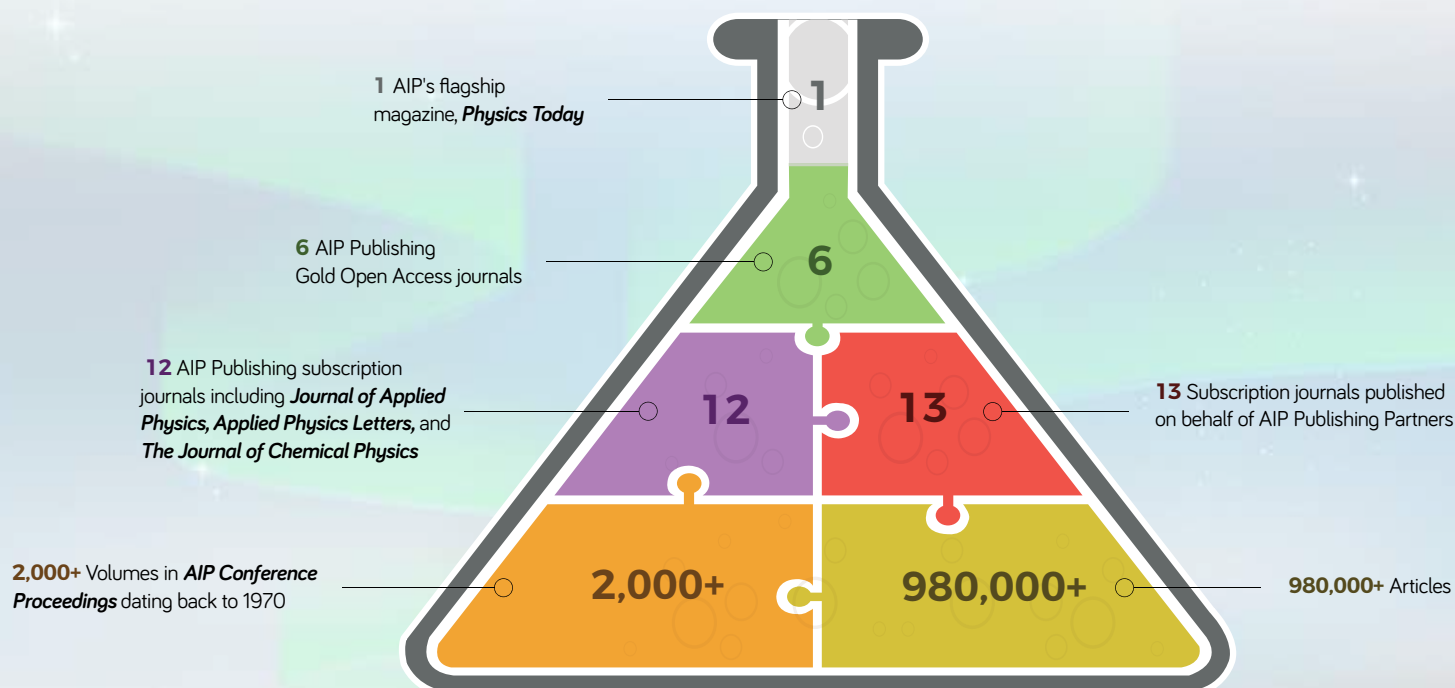 1 AIP's flagship
magazine, Physics Today
1
6 AIP Publishing
Gold Open Access journals
6
12 AIP Publishing subscription
journals including Journal of Applied
Physics, Applied Physics Letters, and
The Journal of Chemical Physics
12
13
13 Subscription journals published
on behalf of AIP Publishing Partners
2,000+ Volumes in AIP Conference
Proceedings dating back to 1970
2,000+
980,000+
980,000+ Articles